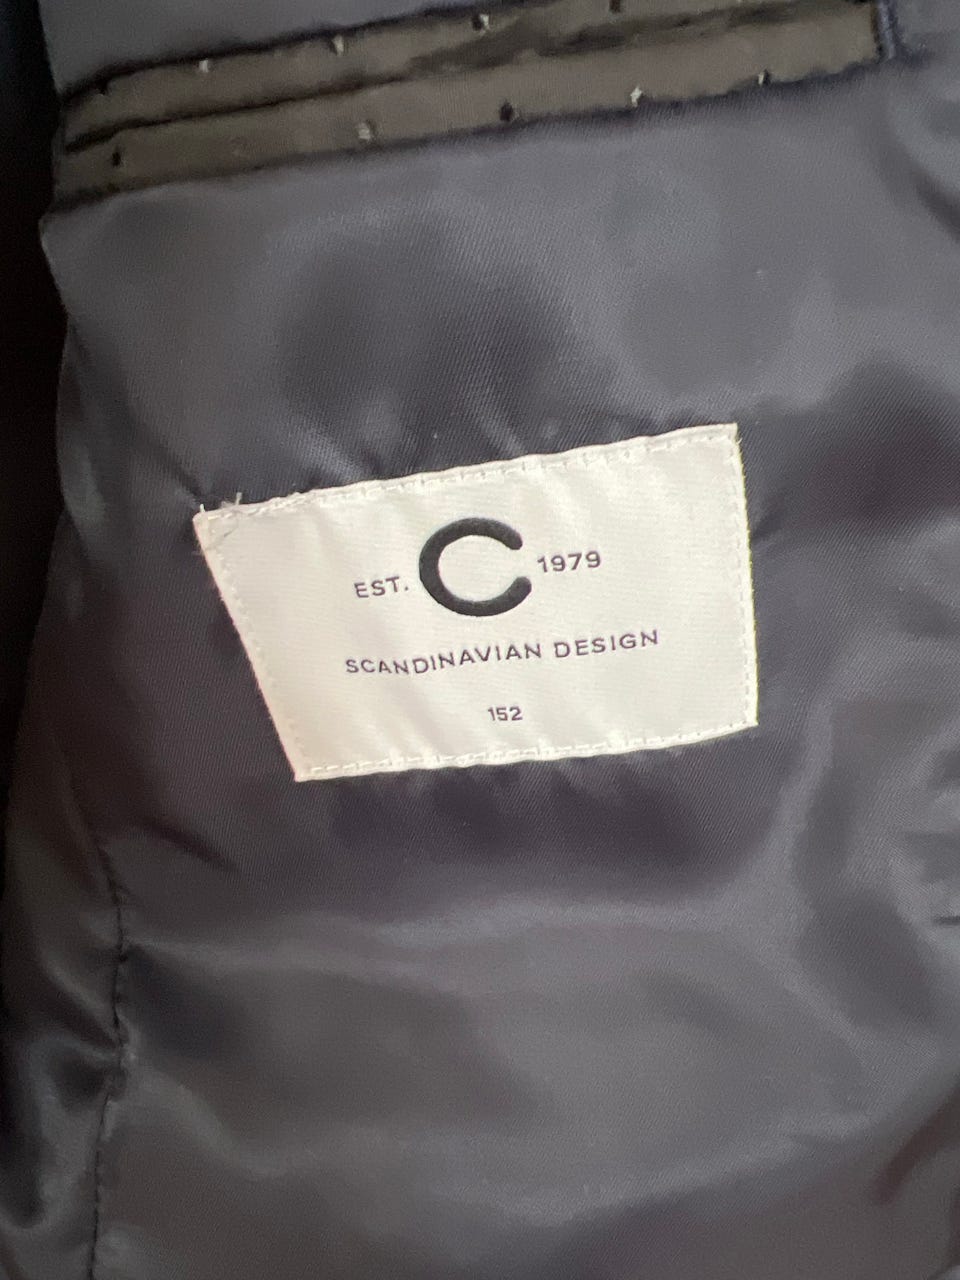 EST. C 1979
SCANDINAVIAN DESIGN
152